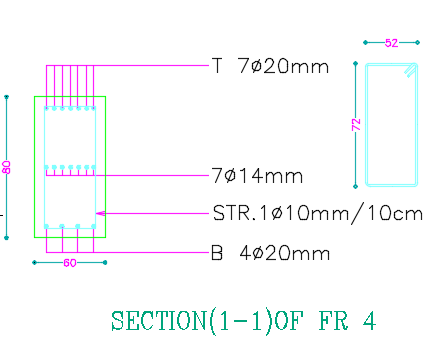 52
T 7ø20mm
72
80
7ø14mm
STR.1ø10mm/10cm
B 4ø20mm
60
SECTION(1-1)OF FR 4